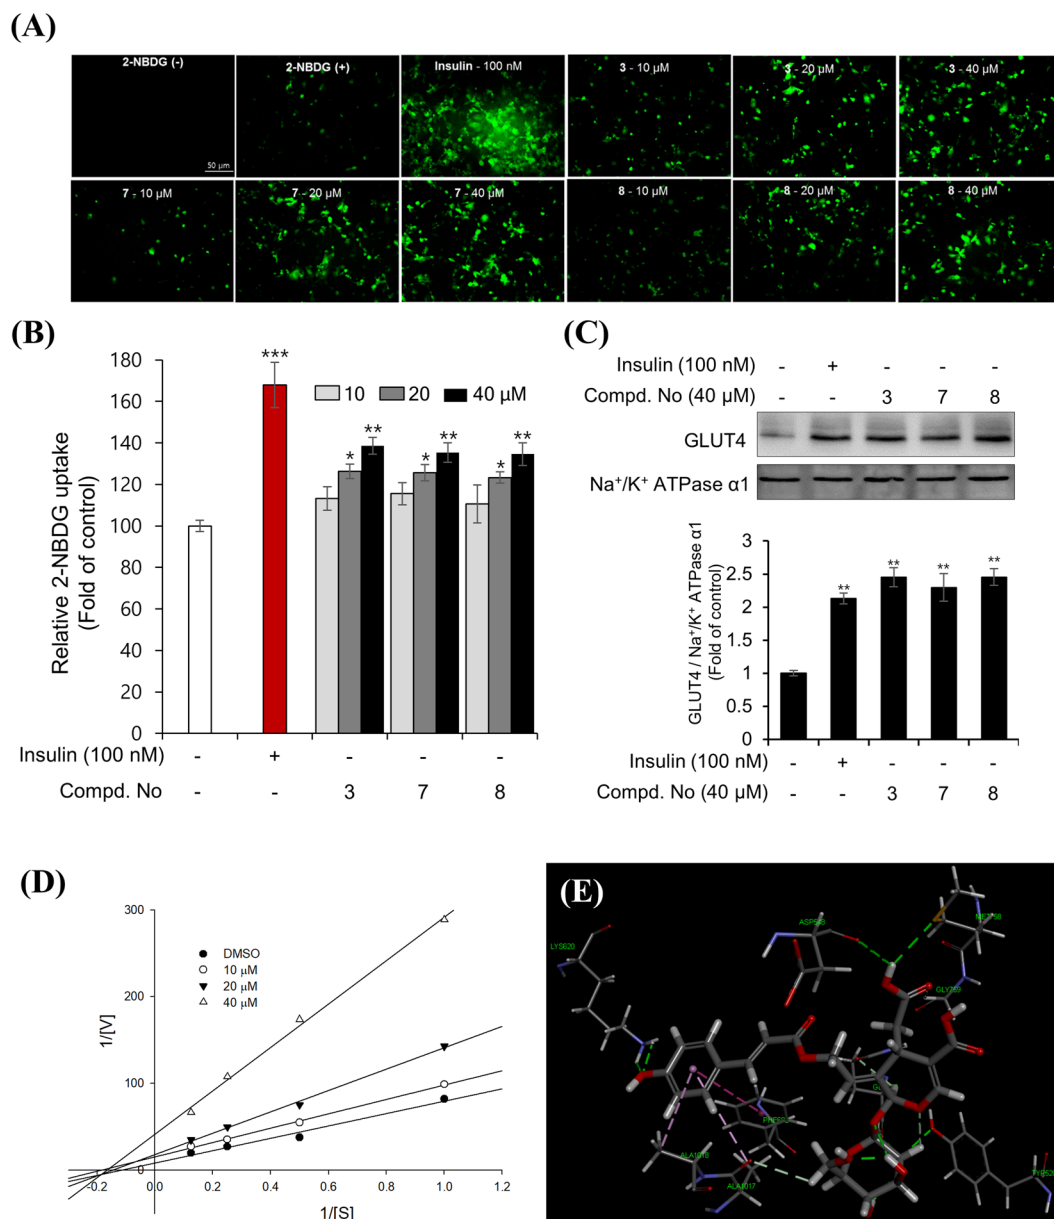 (A)
2-NBDG (-)
2-NBDG (+)
Insulin - 100 nM
3 - 10 µM
3 - 20 µM
3 - 40 µM
50 µm
7 - 10 µM
7 - 20 µM
7 - 40 µM
8 - 10 µM
8 - 20 µM
8 - 40 µM
(B)
Relative 2-NBDG uptake
(Fold of control)
180
160
140
120
100
80
60
40
20
0
10
20
40 µM
***
* **
* **
* **
Insulin (100 nM) - + - - -
Compd. No - - 3 7 8
(C)
Insulin (100 nM) - + - - -
Compd. No (40 µM) - - 3 7 8
GLUT4
Na⁺/K⁺ ATPase α1
GLUT4 / Na⁺/K⁺ ATPase α1
(Fold of control)
3
2.5
2
1.5
1
0.5
0
** ** ** **
Insulin (100 nM) - + - - -
Compd. No (40 µM) - - 3 7 8
(D)
1/[V]
300
200
100
0
DMSO
10 µM
20 µM
40 µM
-0.2 0.0 0.2 0.4 0.6 0.8 1.0 1.2
1/[S]
(E)
LYS620
ALA1018
ALA1017